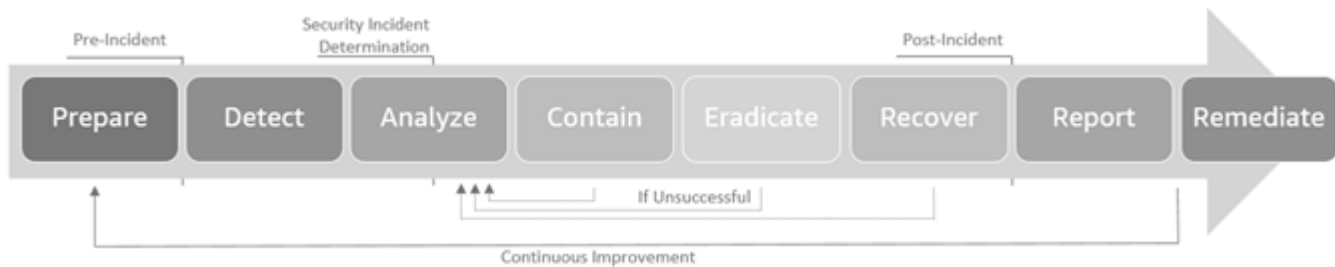 Pre-Incident
Security Incident
Determination
Post-Incident
Prepare
Detect
Analyze
Contain
Eradicate
Recover
Report
Remediate
If Unsuccessful
Continuous Improvement